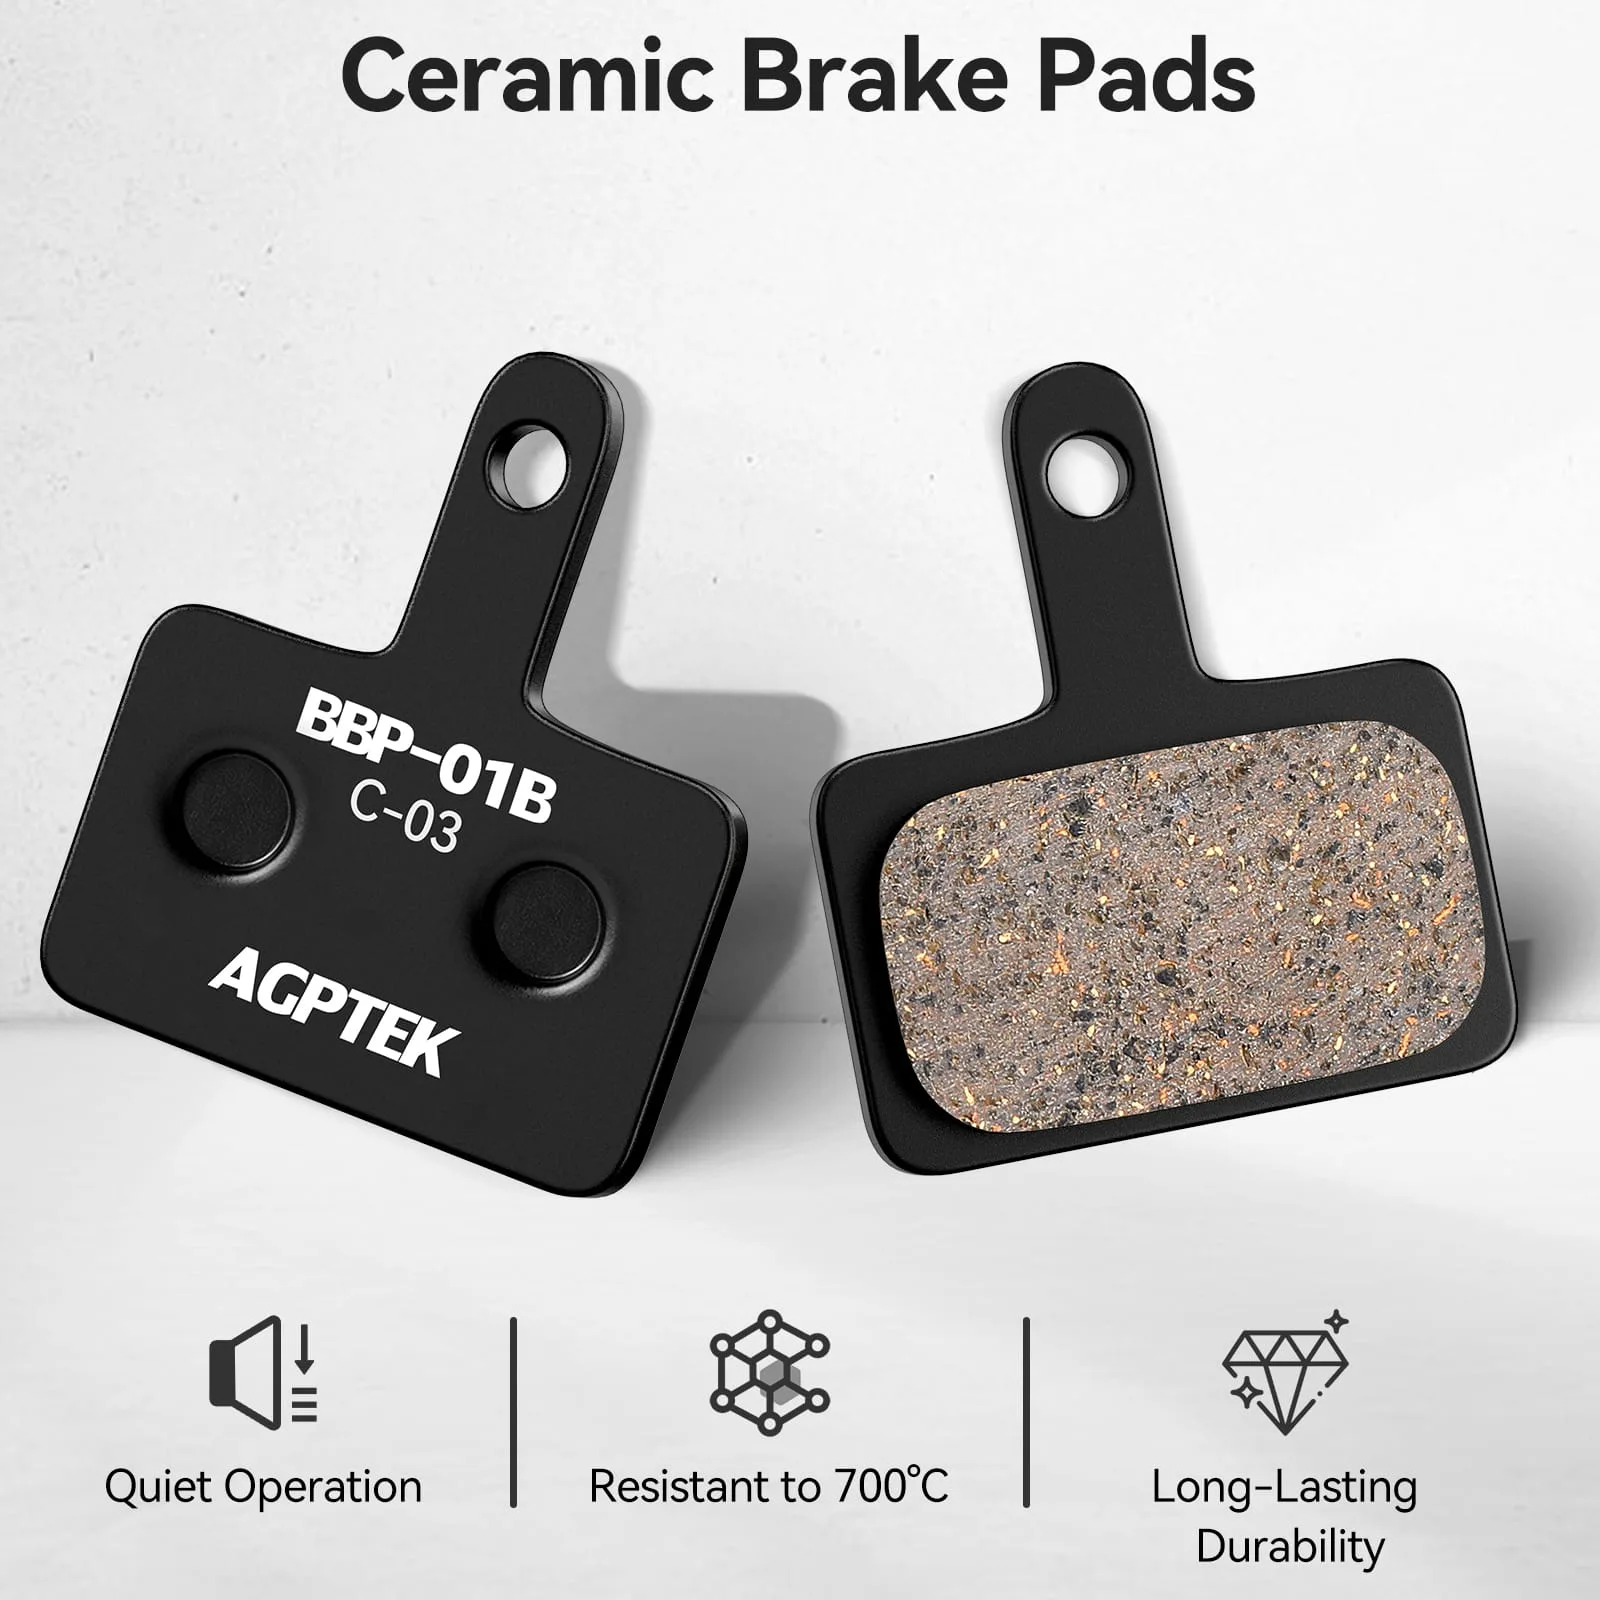 Ceramic Brake Pads
BBP-01B
C-03
AGPTEK
Quiet Operation
Resistant to 700°C
Long-Lasting
Durability